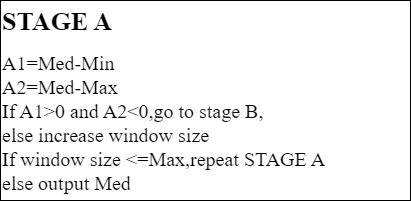 STAGE A
A1=Med-Min
A2=Med-Max
If A1>0 and A2<0,go to stage B,
else increase window size
If window size <=Max,repeat STAGE A
else output Med